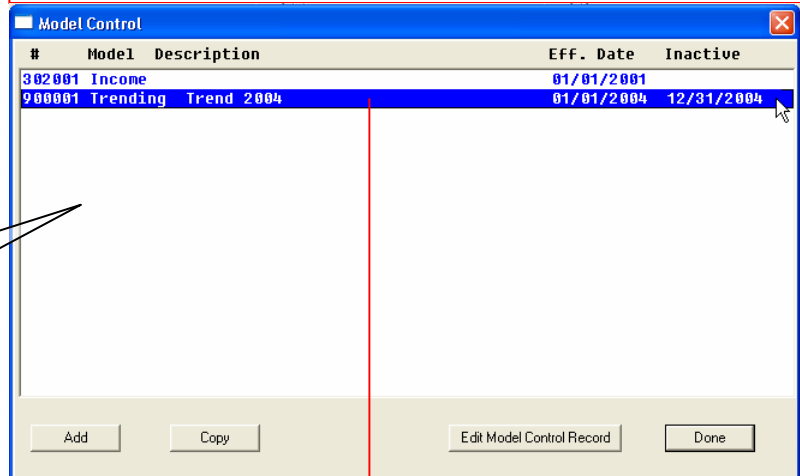 Model Control
# Model Description Eff. Date Inactive
302001 Income 01/01/2001
900001 Trending Trend 2004 01/01/2004 12/31/2004
Add Copy Edit Model Control Record Done